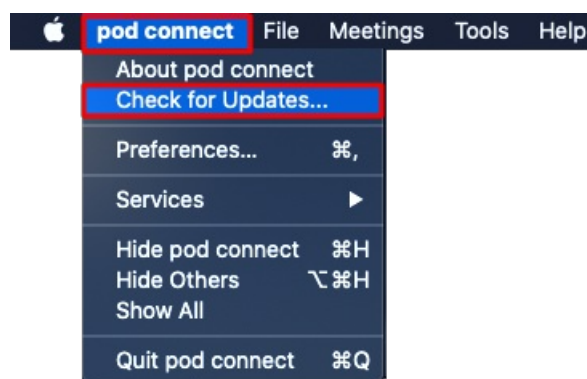 pod connect File Meetings Tools Help
About pod connect
Check for Updates...
Preferences... ⌘,
Services ▶
Hide pod connect ⌘H
Hide Others ⌥⌘H
Show All
Quit pod connect ⌘Q